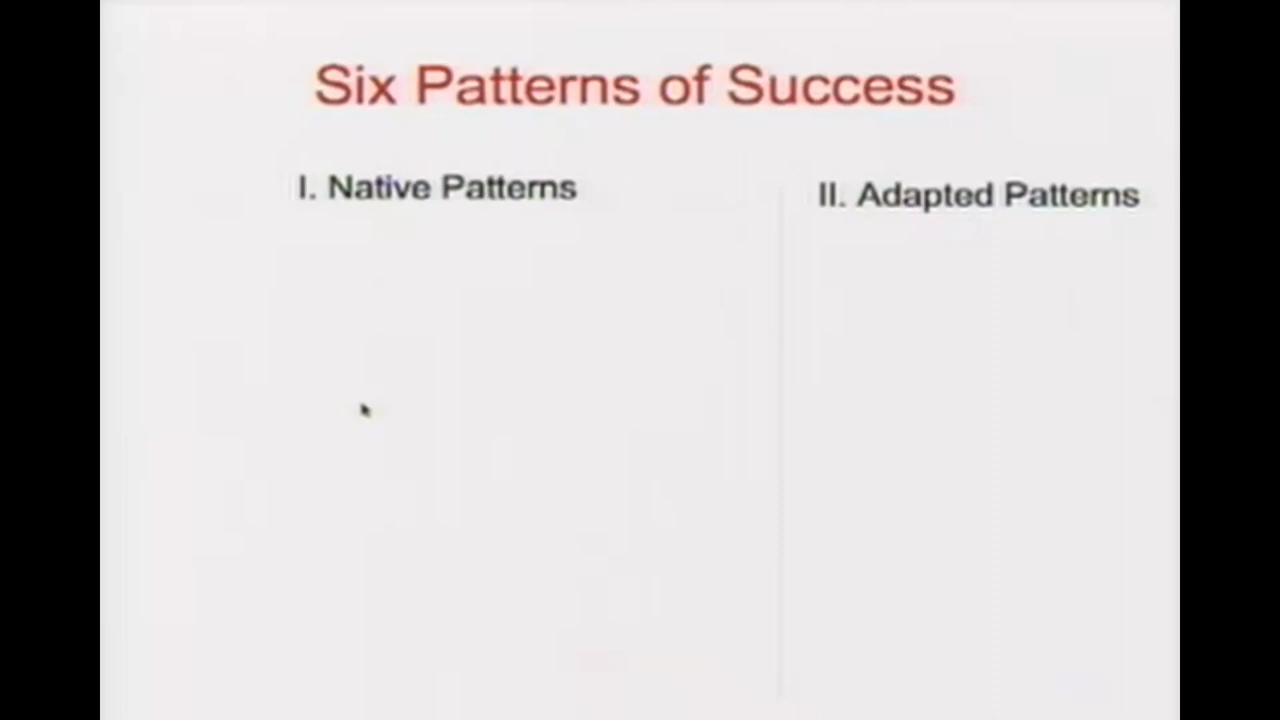 Six Patterns of Success
I. Native Patterns
II. Adapted Patterns